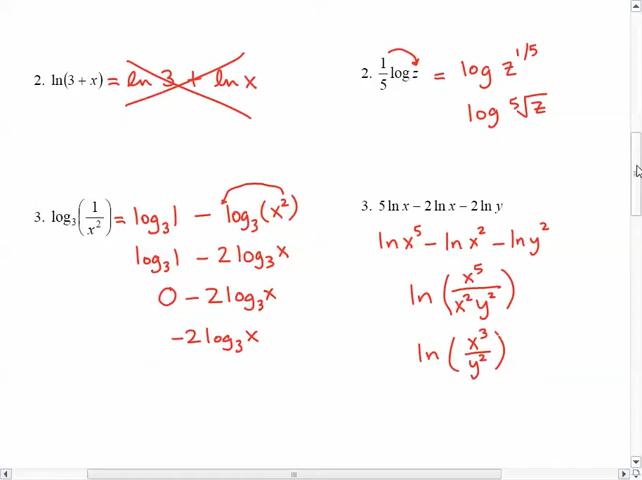 2. ln(3 + x) = ln 3 + ln x
3. log₃(1/x²) = log₃1 − log₃(x²)
log₃1 − 2log₃x
0 − 2log₃x
−2log₃x
2. 1/5 log z = log z^1/5
log ⁵√z
3. 5 ln x − 2 ln x − 2 ln y
ln x⁵ − ln x² − ln y²
ln (x⁵/x²y²)
ln (x³/y²)